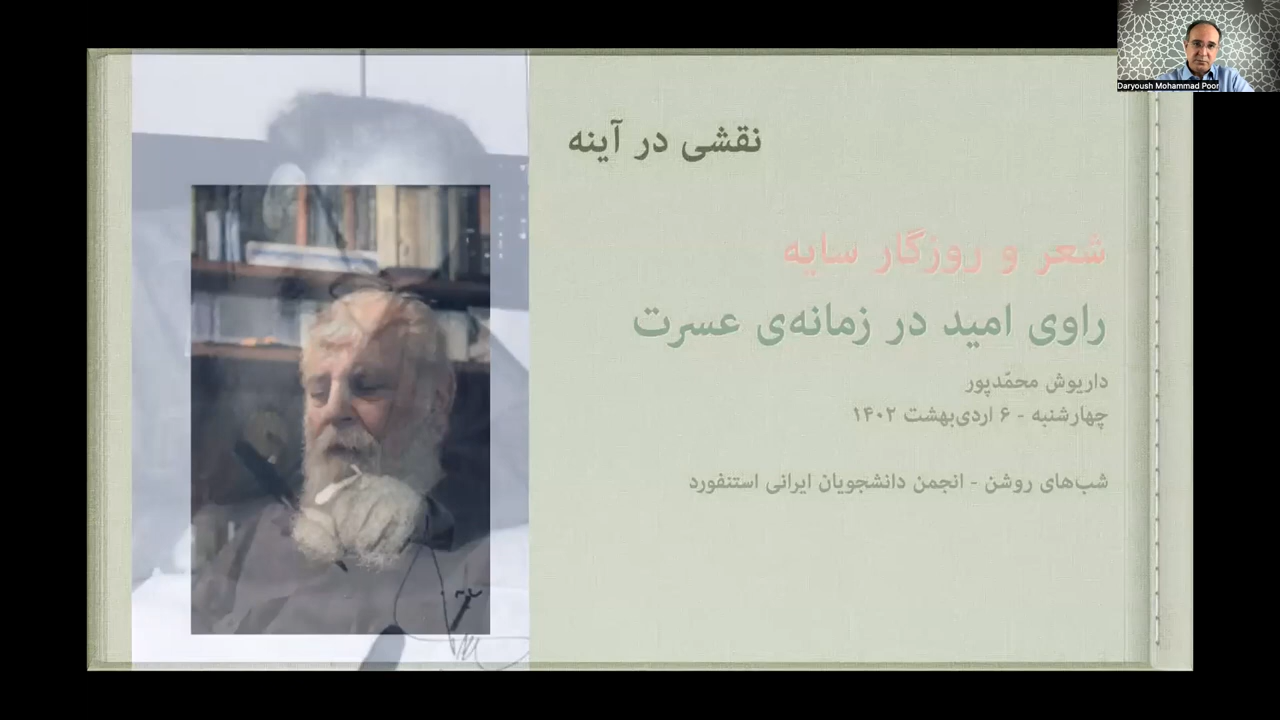 Daryoush Mohammad Poor
نقشی در آینه
شعر و روزگار سایه
راوی امید در زمانه‌ی عسرت
داریوش محمّدپور
چهارشنبه - ۶ اردی‌بهشت ۱۴۰۲
شب‌های روشن - انجمن دانشجویان ایرانی استنفورد